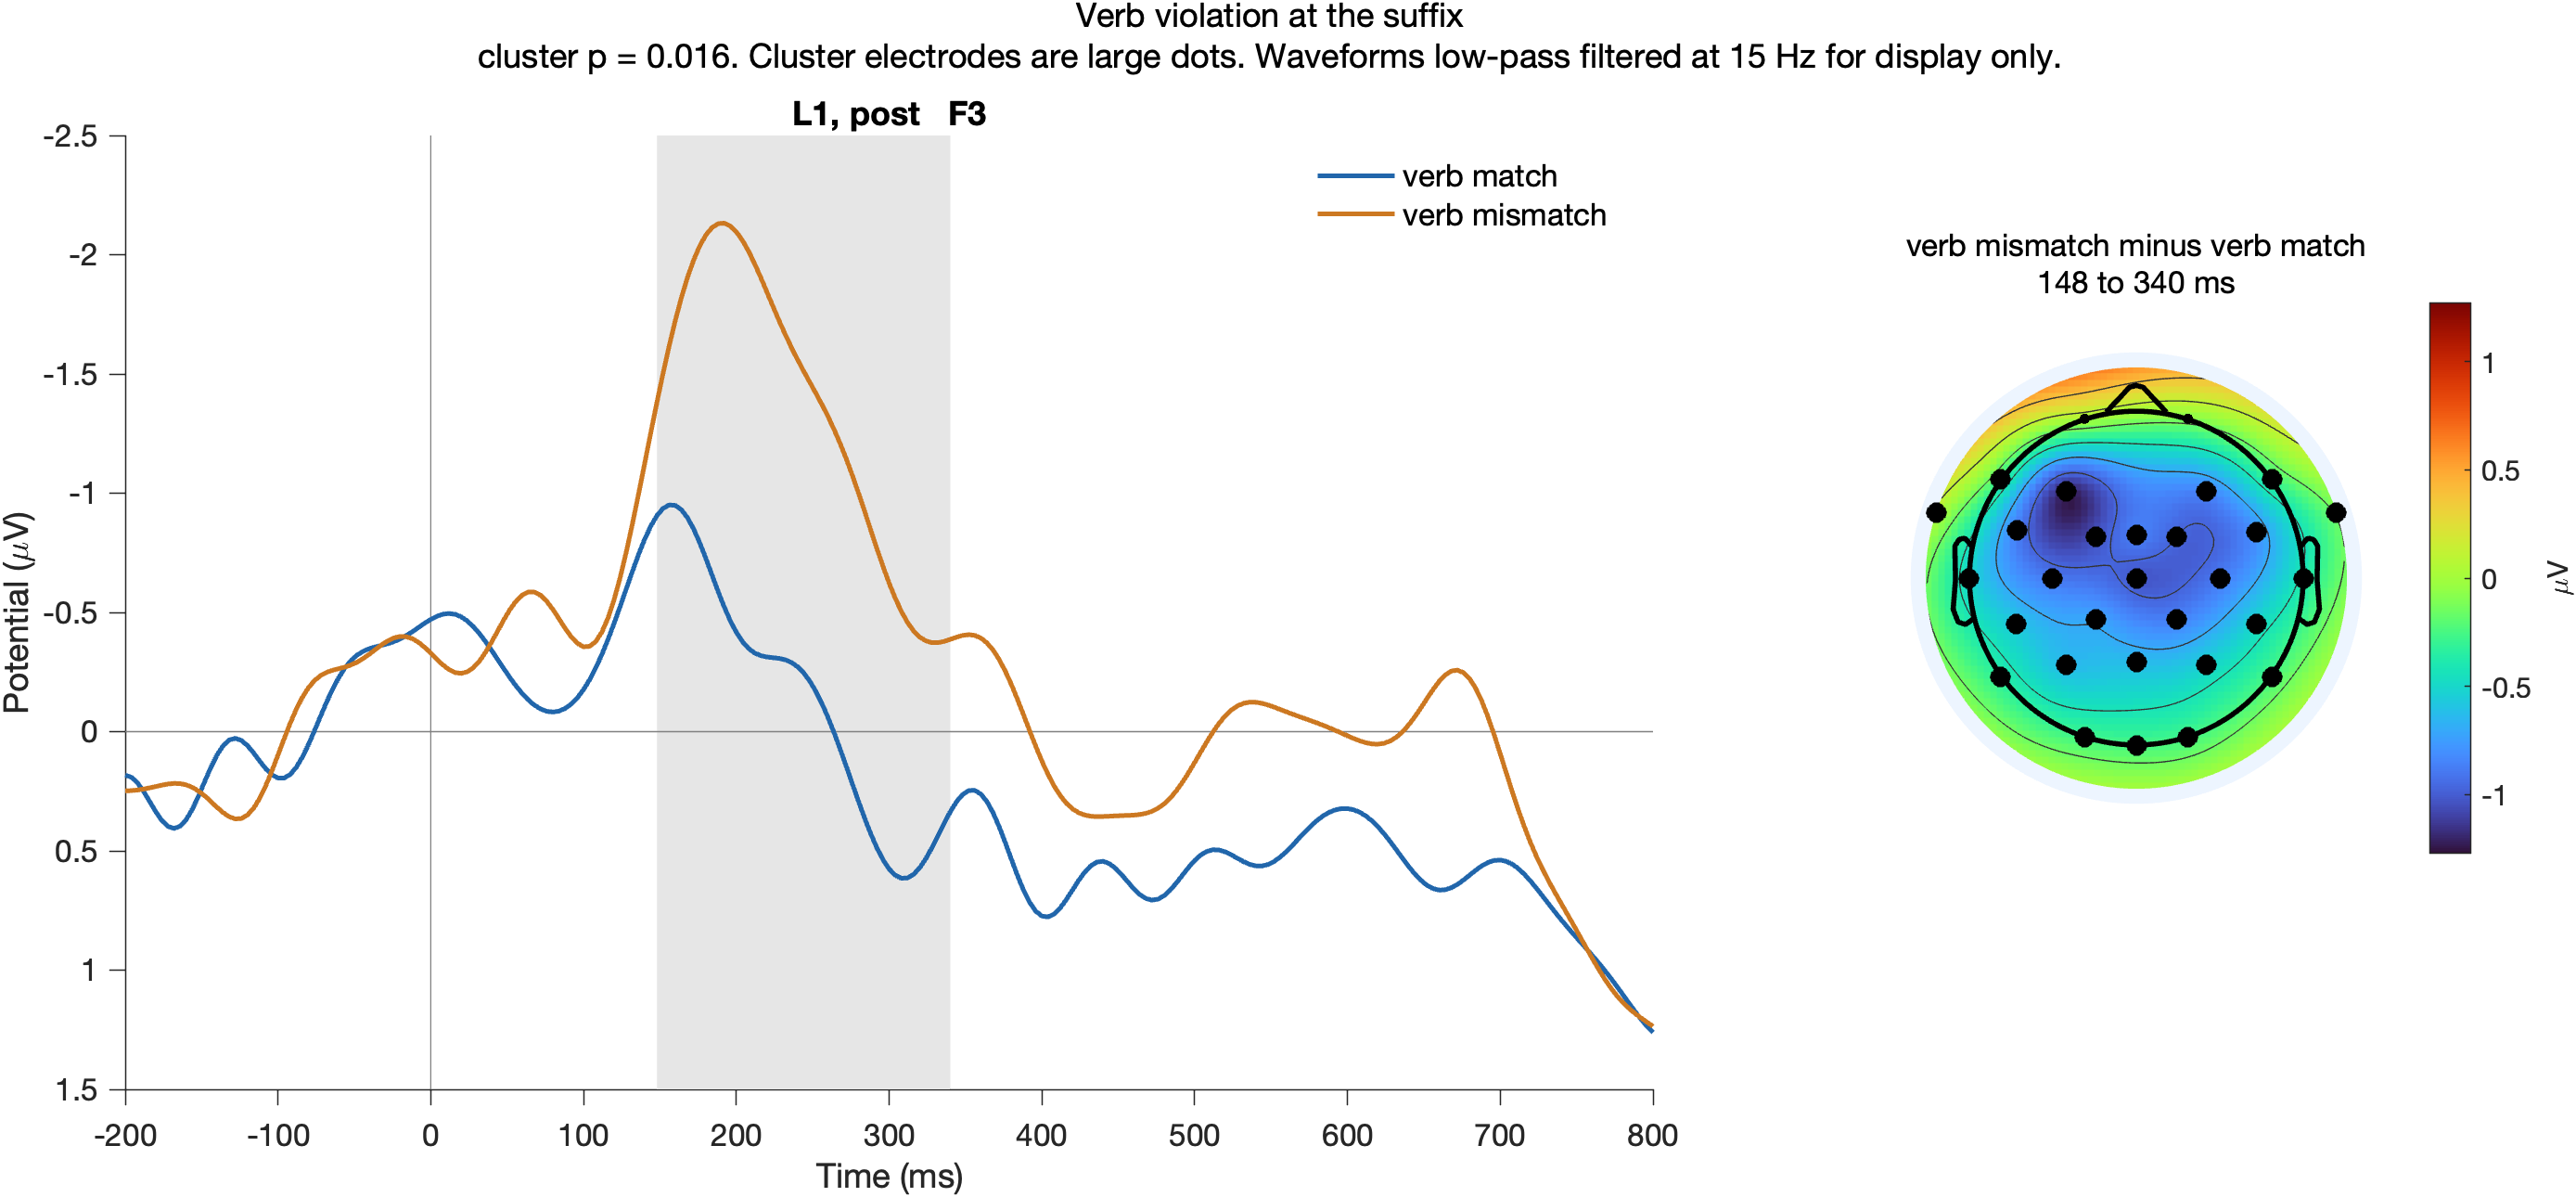 Verb violation at the suffix
cluster p = 0.016. Cluster electrodes are large dots. Waveforms low-pass filtered at 15 Hz for display only.
L1, post F3
-2.5
-2
-1.5
-1
-0.5
0
0.5
1
1.5
Potential (μV)
-200 -100 0 100 200 300 400 500 600 700 800
Time (ms)
verb match
verb mismatch
verb mismatch minus verb match
148 to 340 ms
1
0.5
0
-0.5
-1
μV